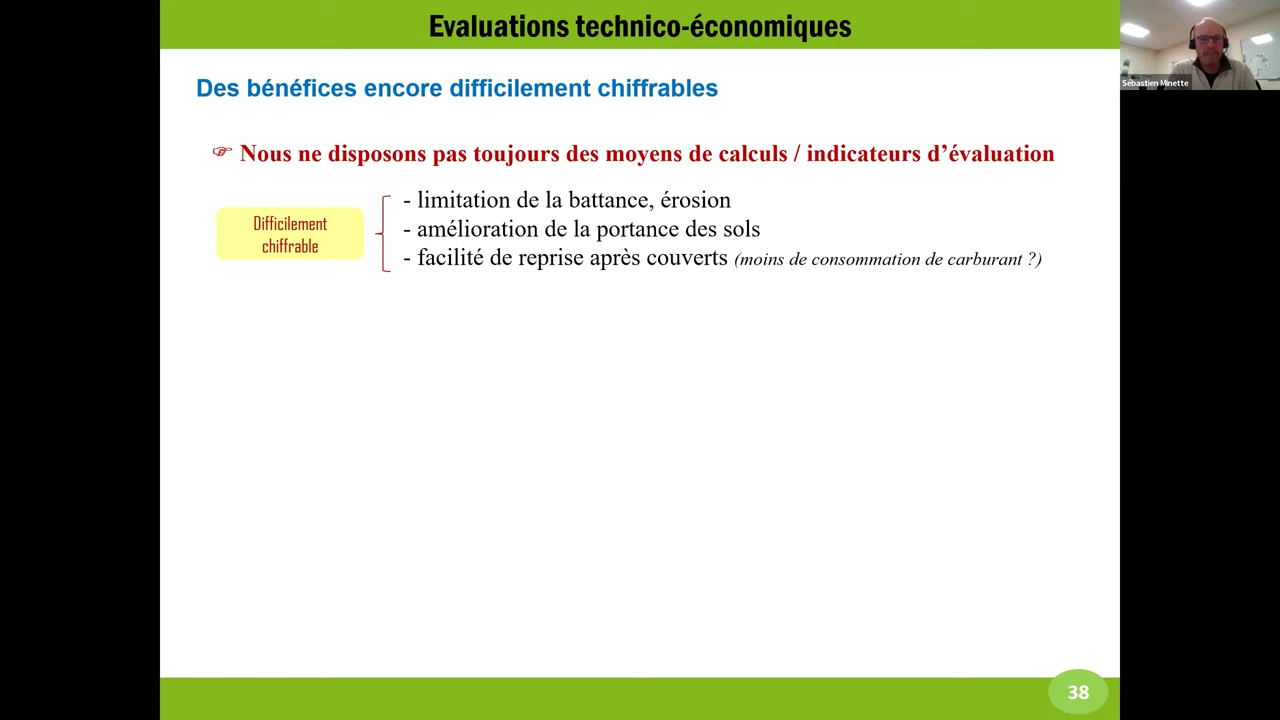 Evaluations technico-économiques
Sébastien Minette
Des bénéfices encore difficilement chiffrables
☞ Nous ne disposons pas toujours des moyens de calculs / indicateurs d’évaluation
Difficilement
chiffrable
- limitation de la battance, érosion
- amélioration de la portance des sols
- facilité de reprise après couverts (moins de consommation de carburant ?)
38